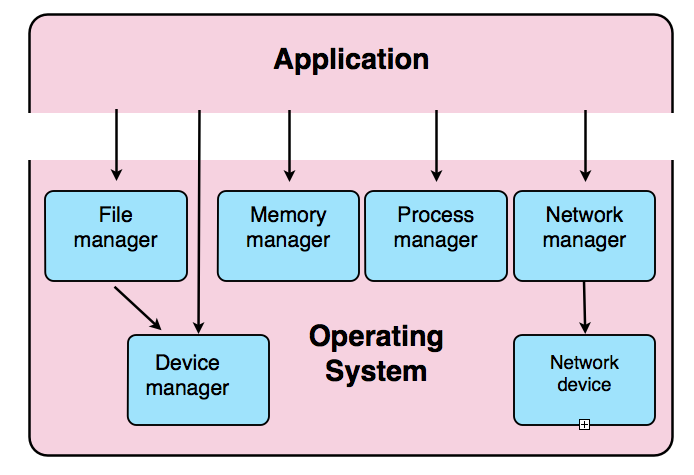 Application
File
manager
Memory
manager
Process
manager
Network
manager
Device
manager
Operating
System
Network
device